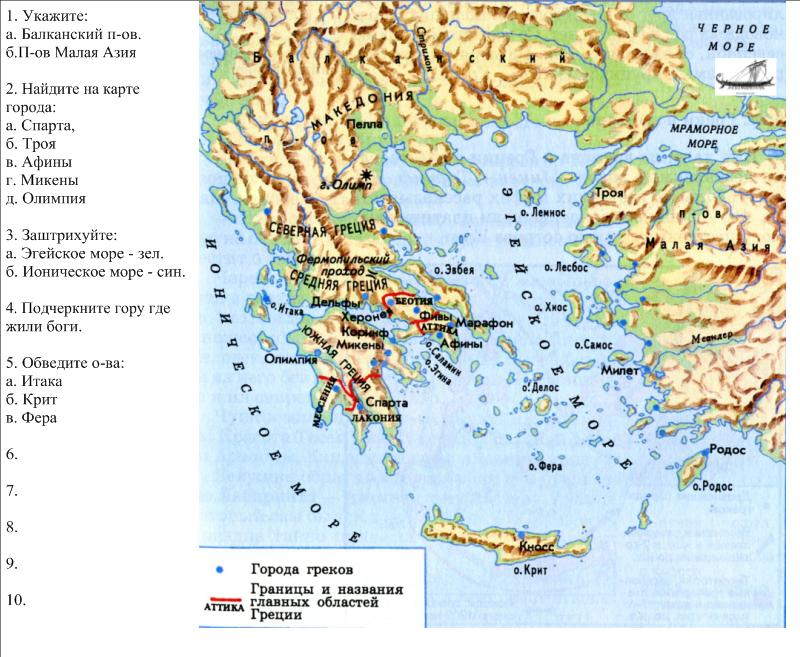 1. Укажите:
а. Балканский п-ов.
б.П-ов Малая Азия
2. Найдите на карте
города:
а. Спарта,
б. Троя
в. Афины
г. Микены
д. Олимпия
3. Заштрихуйте:
а. Эгейское море - зел.
б. Ионическое море - син.
4. Подчеркните гору где
жили боги.
5. Обведите о-ва:
а. Итака
б. Крит
в. Фера
6.
7.
8.
9.
10.
ЧЕРНОЕ
МОРЕ
Балканский
п-ов
Стримон
МАКЕДОНИЯ
Пелла
МРАМОРНОЕ
МОРЕ
г. Олимп
Троя
о. Лемнос
п-ов
Малая Азия
СЕВЕРНАЯ ГРЕЦИЯ
Фермопильский
проход
СРЕДНЯЯ ГРЕЦИЯ
о. Эвбея
о. Лесбос
ЭГЕЙСКОЕ МОРЕ
ИОНИЧЕСКОЕ МОРЕ
о. Итака
Дельфы
БЕОТИЯ
Херонея
Фивы
АТТИКА
Марафон
о. Хиос
Коринф
Микены
Афины
о. Саламин
о. Эгина
о. Самос
Меандер
ЮЖНАЯ ГРЕЦИЯ
Олимпия
Милет
о. Делос
МЕССЕНИЯ
Спарта
ЛАКОНИЯ
Родос
о. Фера
о. Родос
Кносс
о. Крит
Города греков
АТТИКА
Границы и названия
главных областей
Греции